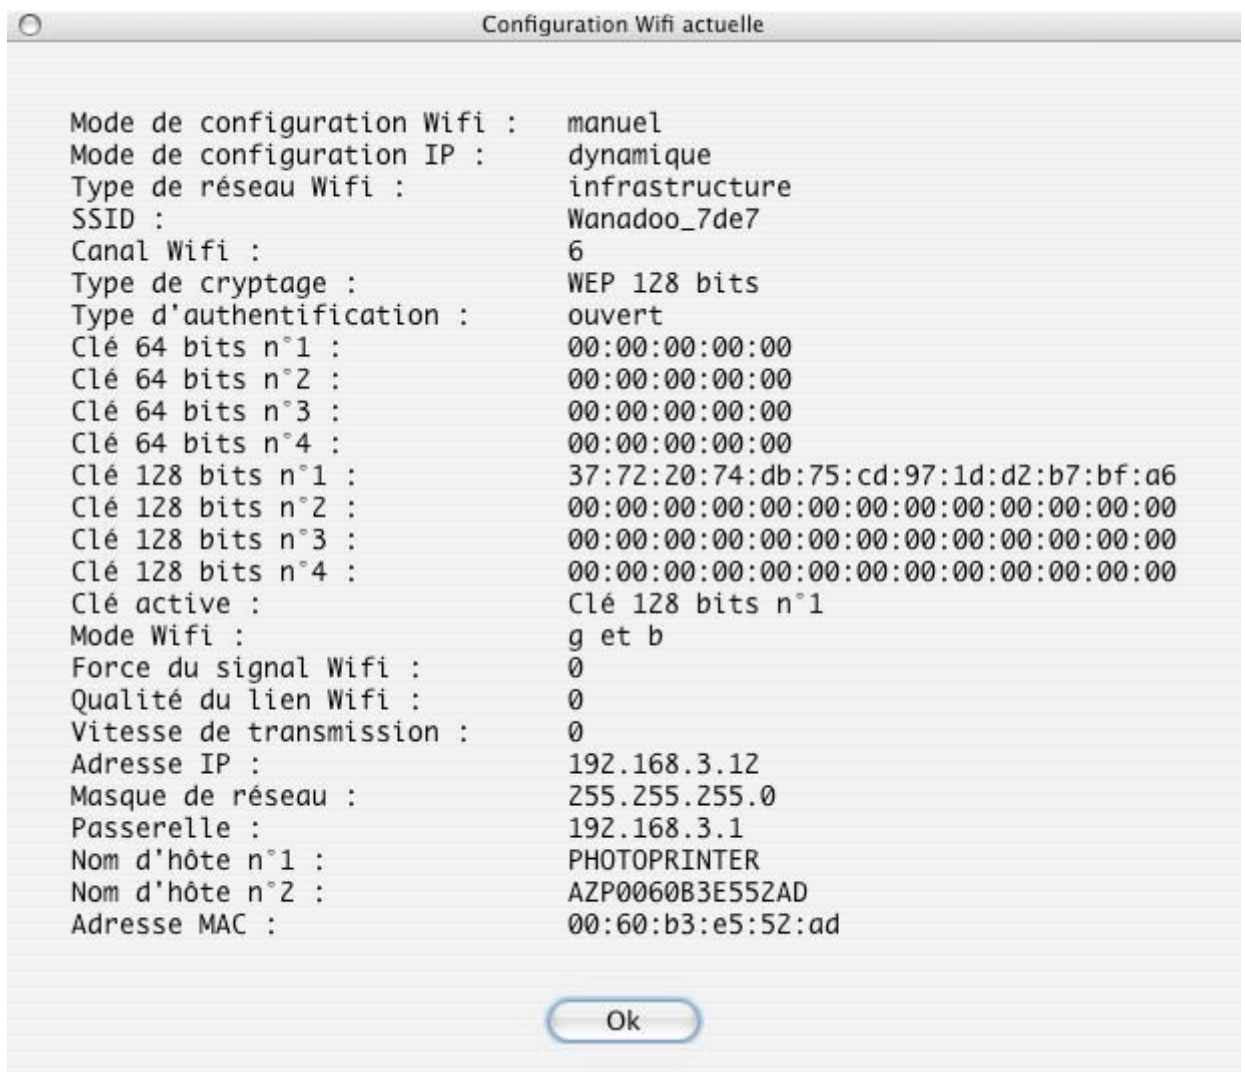 Configuration Wifi actuelle
Mode de configuration Wifi : manuel
Mode de configuration IP : dynamique
Type de réseau Wifi : infrastructure
SSID : Wanadoo_7de7
Canal Wifi : 6
Type de cryptage : WEP 128 bits
Type d'authentification : ouvert
Clé 64 bits n°1 : 00:00:00:00:00
Clé 64 bits n°2 : 00:00:00:00:00
Clé 64 bits n°3 : 00:00:00:00:00
Clé 64 bits n°4 : 00:00:00:00:00
Clé 128 bits n°1 : 37:72:20:74:db:75:cd:97:1d:d2:b7:bf:a6
Clé 128 bits n°2 : 00:00:00:00:00:00:00:00:00:00:00:00:00
Clé 128 bits n°3 : 00:00:00:00:00:00:00:00:00:00:00:00:00
Clé 128 bits n°4 : 00:00:00:00:00:00:00:00:00:00:00:00:00
Clé active : Clé 128 bits n°1
Mode Wifi : g et b
Force du signal Wifi : 0
Qualité du lien Wifi : 0
Vitesse de transmission : 0
Adresse IP : 192.168.3.12
Masque de réseau : 255.255.255.0
Passerelle : 192.168.3.1
Nom d'hôte n°1 : PHOTOPRINTER
Nom d'hôte n°2 : AZP0060B3E552AD
Adresse MAC : 00:60:b3:e5:52:ad
Ok